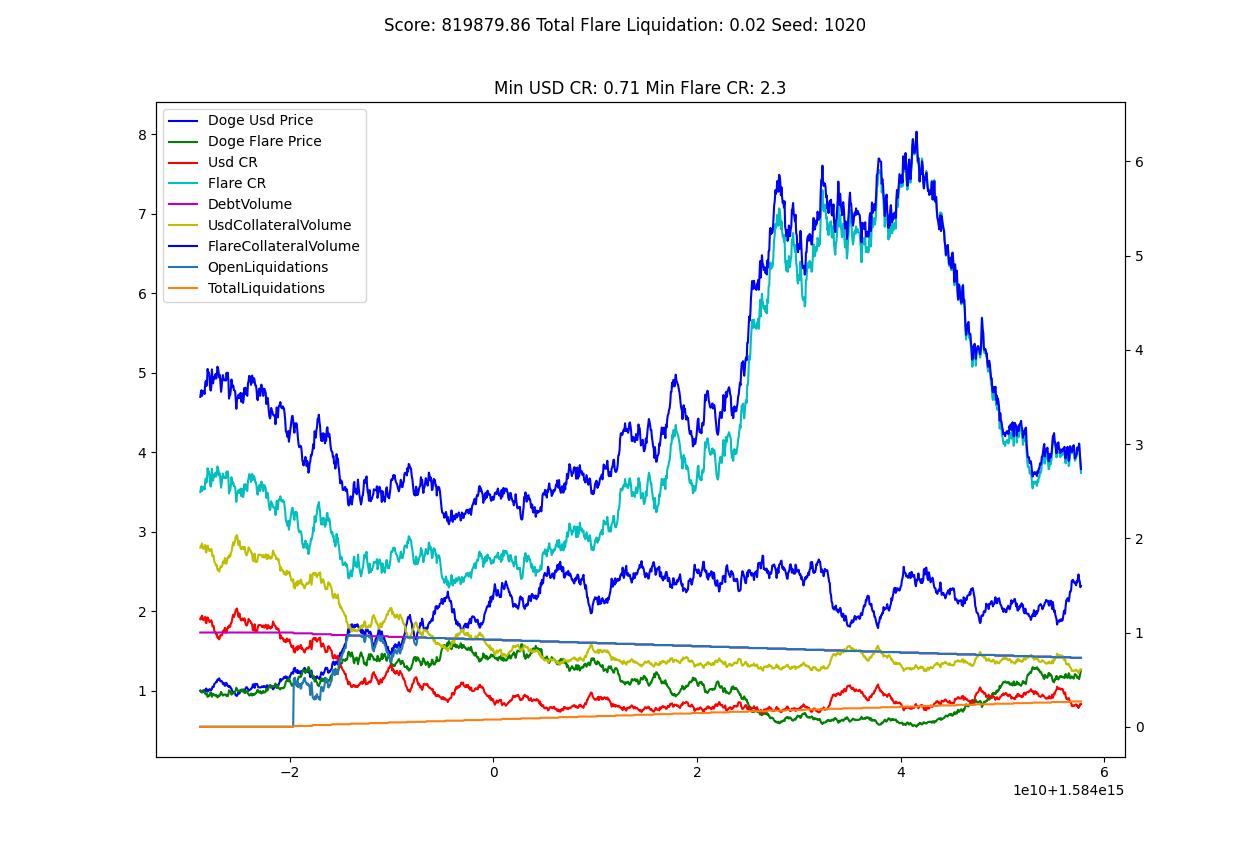 Score: 819879.86 Total Flare Liquidation: 0.02 Seed: 1020
Min USD CR: 0.71 Min Flare CR: 2.3
Doge Usd Price
Doge Flare Price
Usd CR
Flare CR
DebtVolume
UsdCollateralVolume
FlareCollateralVolume
OpenLiquidations
TotalLiquidations
8
7
6
5
4
3
2
1
6
5
4
3
2
1
0
−2
0
2
4
6
1e10+1.584e15